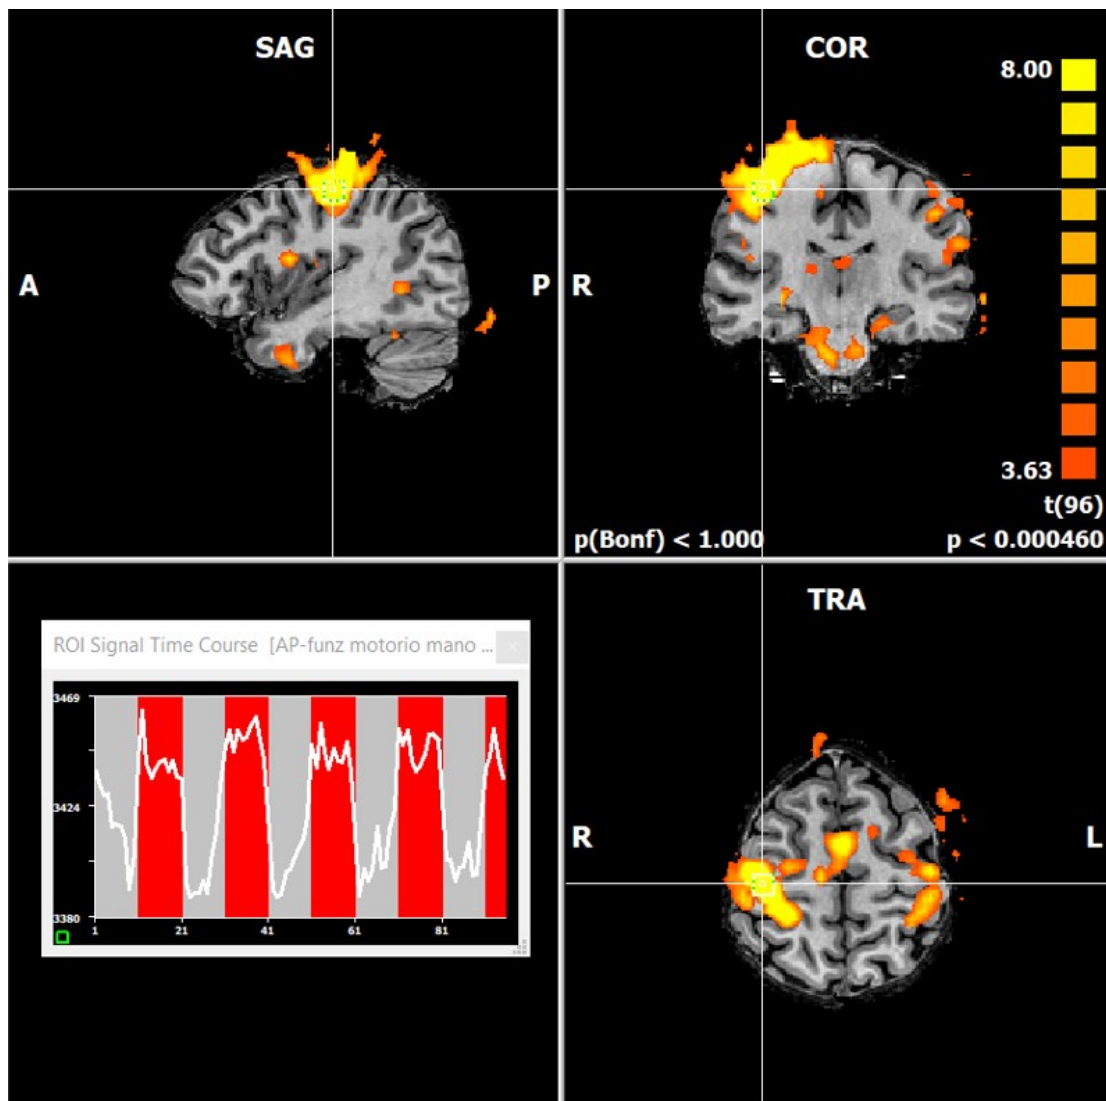 SAG
A
P
COR
8.00
R
3.63
t(96)
p(Bonf) < 1.000
p < 0.000460
ROI Signal Time Course [AP-funz motorio mano ...
3469
3424
3380
1
21
41
61
81
TRA
R
L